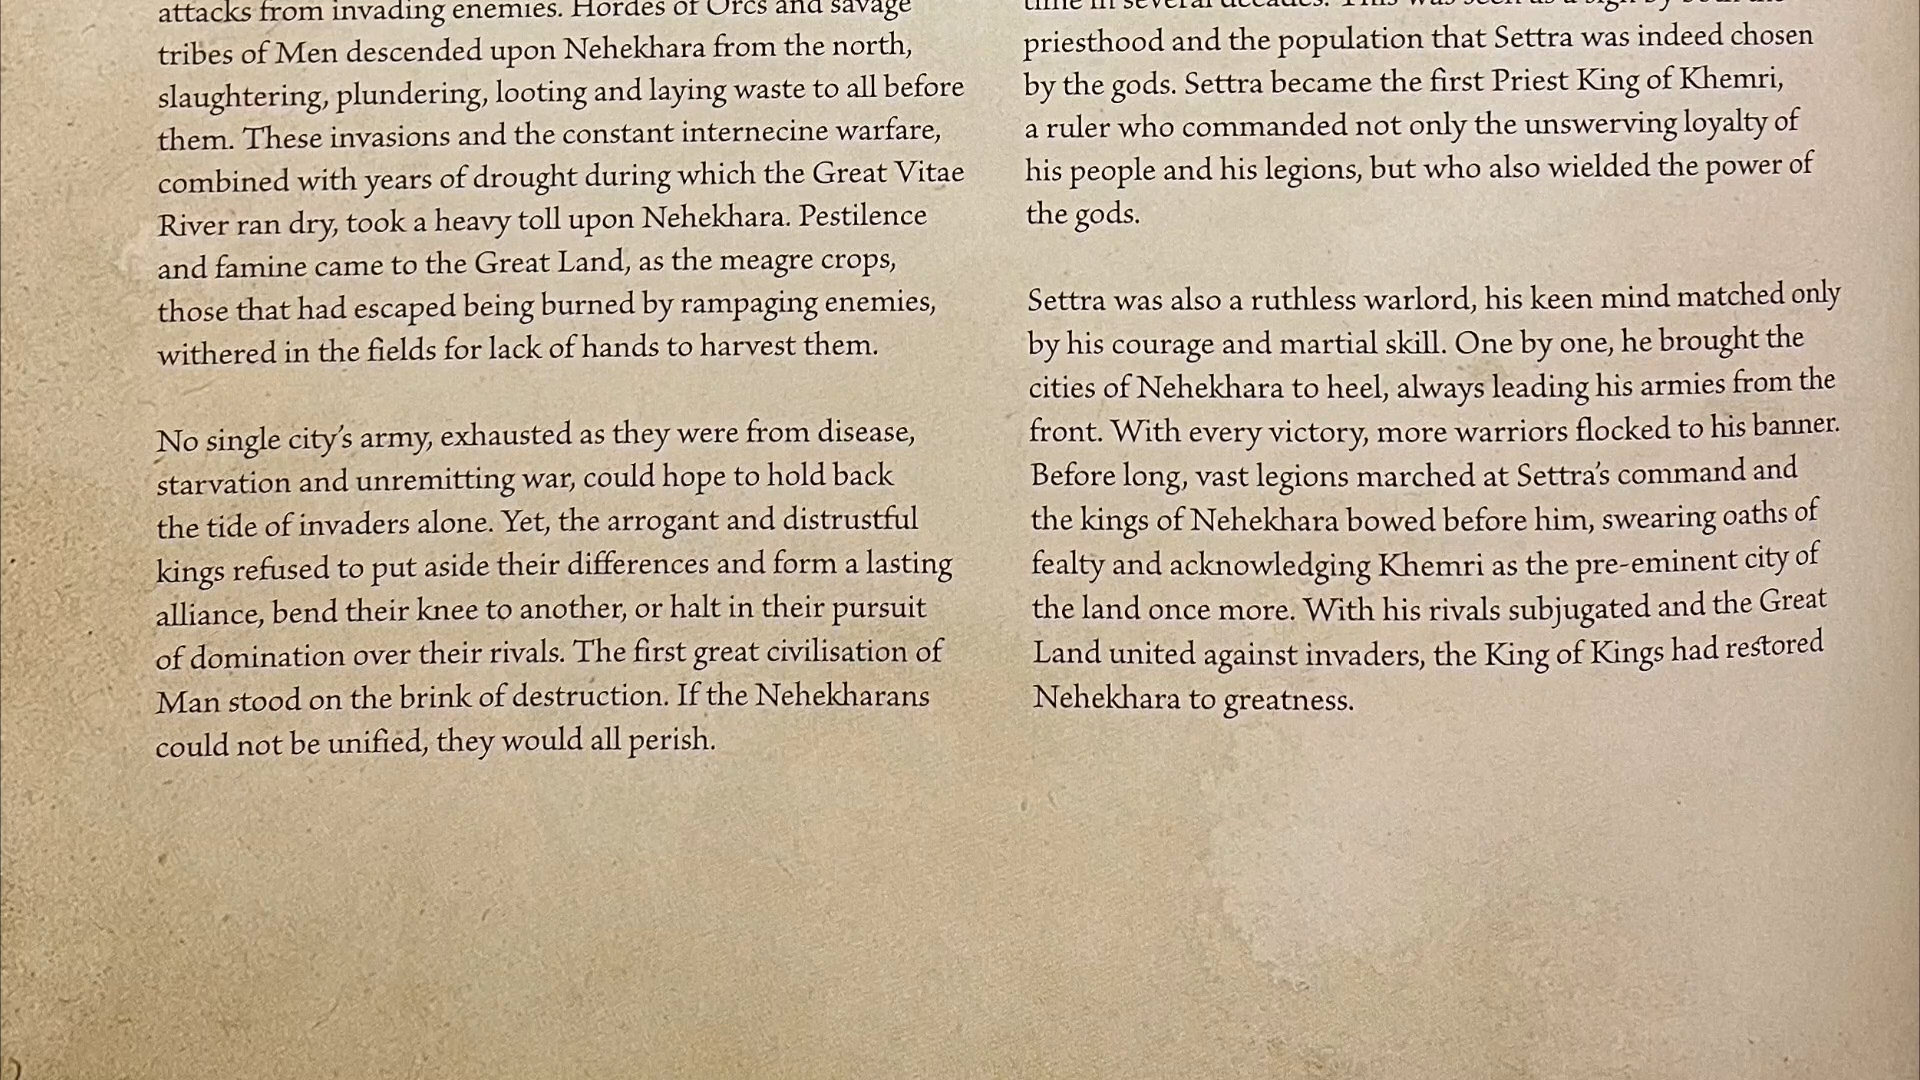 attacks from invading enemies. Hordes of Orcs and savage
tribes of Men descended upon Nehekhara from the north,
slaughtering, plundering, looting and laying waste to all before
them. These invasions and the constant internecine warfare,
combined with years of drought during which the Great Vitae
River ran dry, took a heavy toll upon Nehekhara. Pestilence
and famine came to the Great Land, as the meagre crops,
those that had escaped being burned by rampaging enemies,
withered in the fields for lack of hands to harvest them.
No single city's army, exhausted as they were from disease,
starvation and unremitting war, could hope to hold back
the tide of invaders alone. Yet, the arrogant and distrustful
kings refused to put aside their differences and form a lasting
alliance, bend their knee to another, or halt in their pursuit
of domination over their rivals. The first great civilisation of
Man stood on the brink of destruction. If the Nehekharans
could not be unified, they would all perish.
time in several decades. This was seen as a sign by both the
priesthood and the population that Settra was indeed chosen
by the gods. Settra became the first Priest King of Khemri,
a ruler who commanded not only the unswerving loyalty of
his people and his legions, but who also wielded the power of
the gods.
Settra was also a ruthless warlord, his keen mind matched only
by his courage and martial skill. One by one, he brought the
cities of Nehekhara to heel, always leading his armies from the
front. With every victory, more warriors flocked to his banner.
Before long, vast legions marched at Settra's command and
the kings of Nehekhara bowed before him, swearing oaths of
fealty and acknowledging Khemri as the pre-eminent city of
the land once more. With his rivals subjugated and the Great
Land united against invaders, the King of Kings had restored
Nehekhara to greatness.